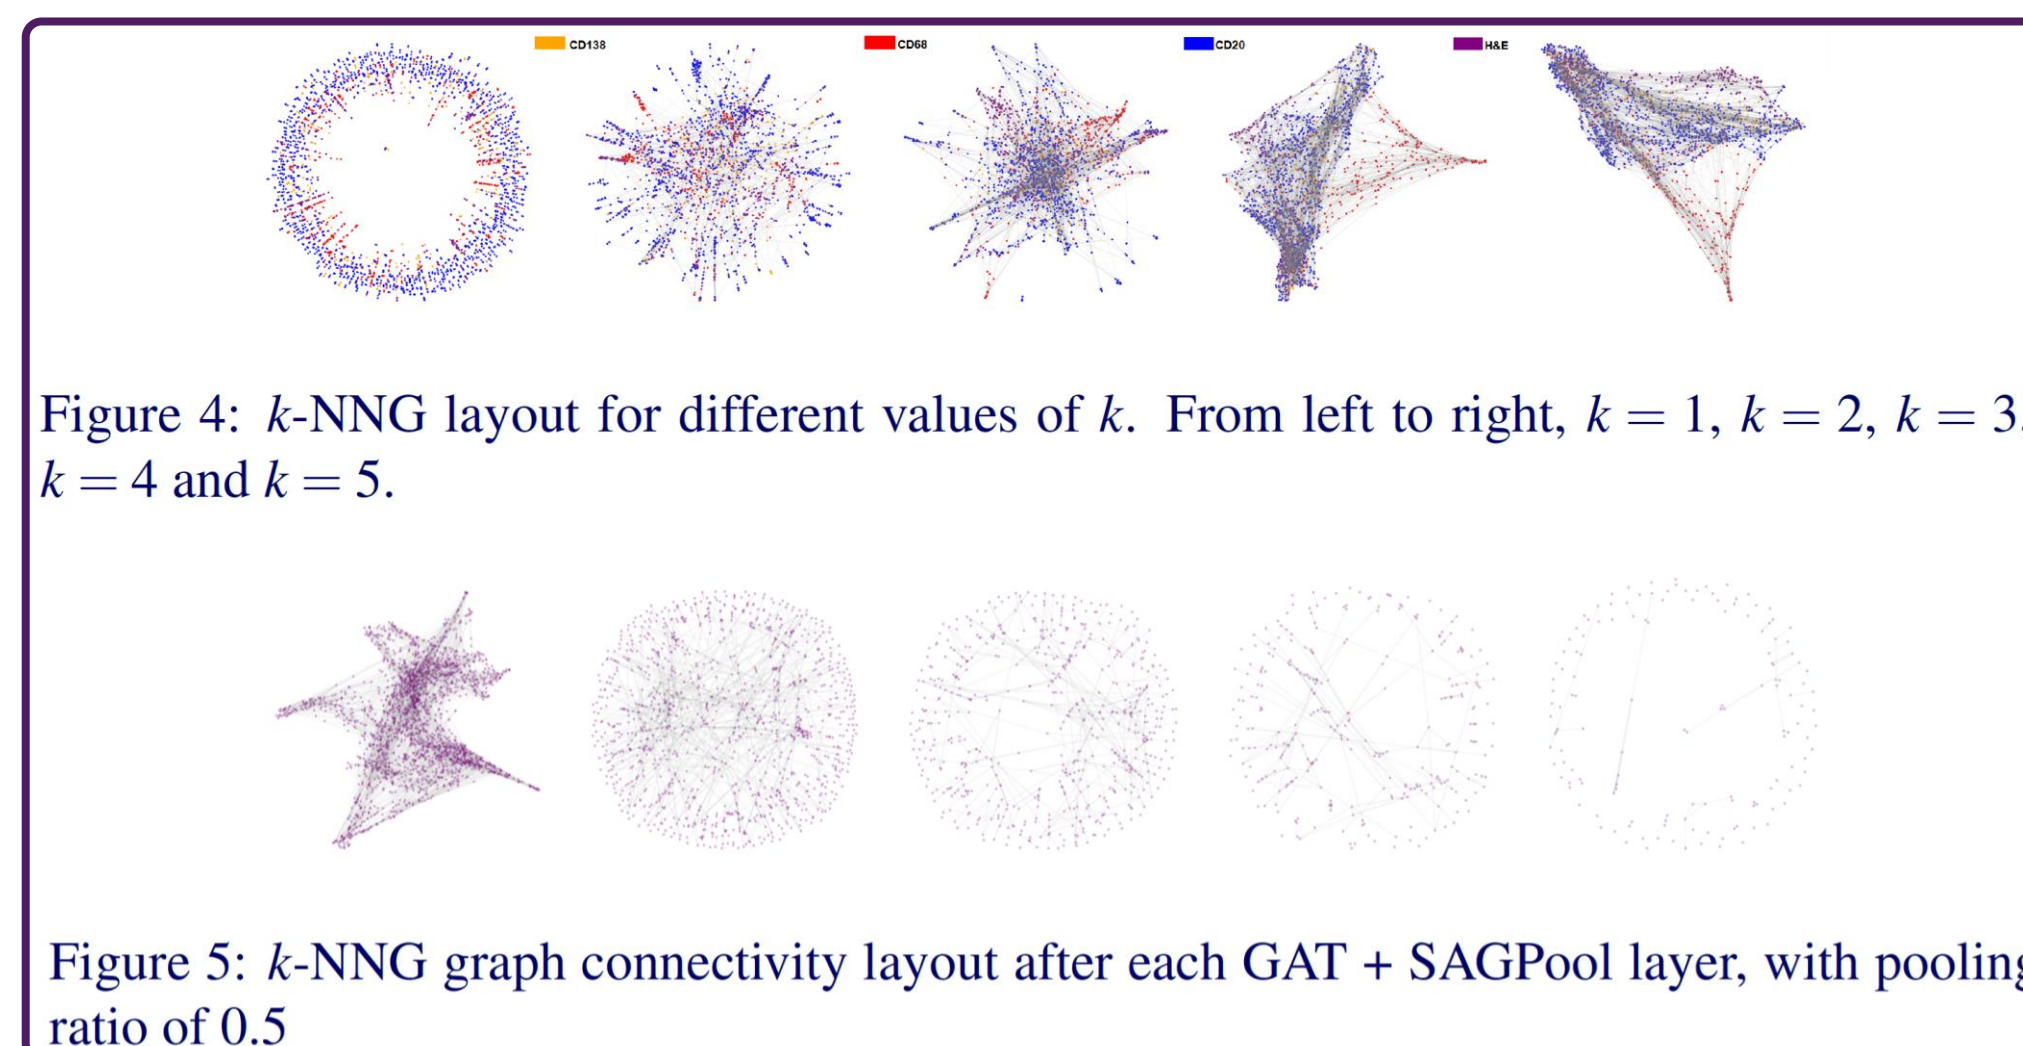 CD138 CD68 CD20 H&E
Figure 4: k-NNG layout for different values of k. From left to right, k = 1, k = 2, k = 3,
k = 4 and k = 5.
Figure 5: k-NNG graph connectivity layout after each GAT + SAGPool layer, with pooling
ratio of 0.5